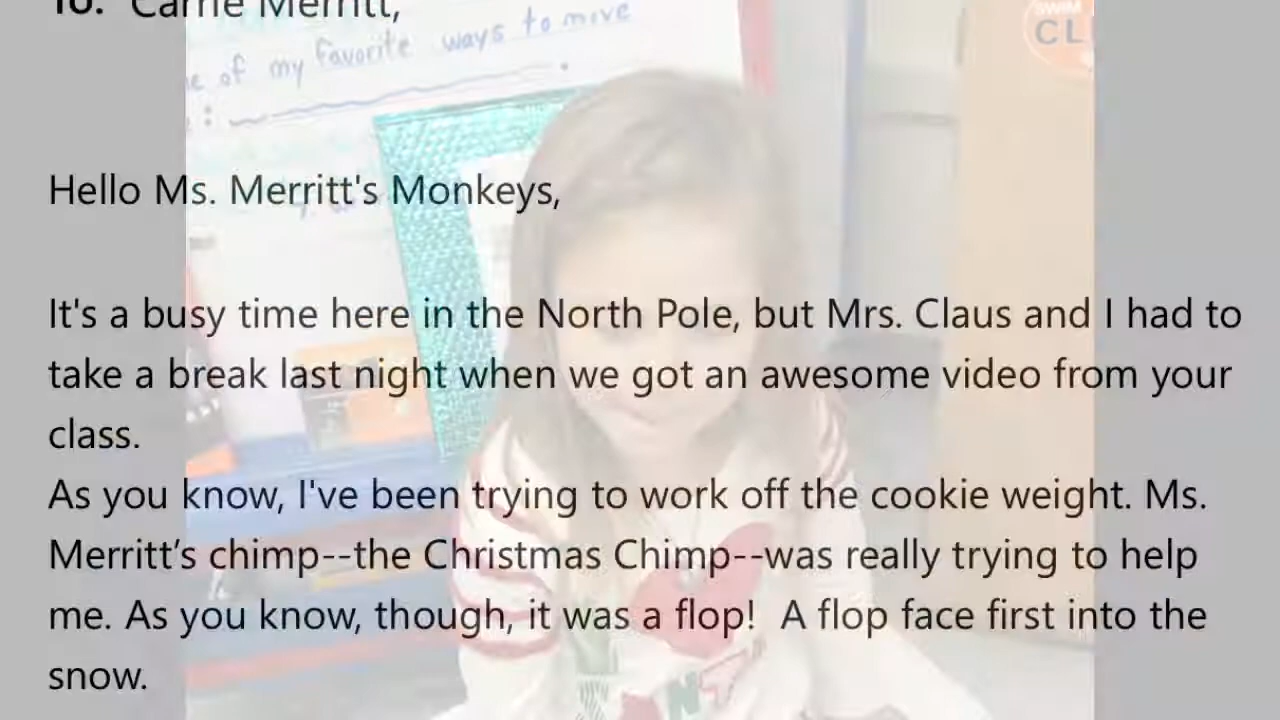 To: Carrie Merritt,
of my favorite ways to move
SWIM
CL
Hello Ms. Merritt's Monkeys,
It's a busy time here in the North Pole, but Mrs. Claus and I had to
take a break last night when we got an awesome video from your
class.
As you know, I've been trying to work off the cookie weight. Ms.
Merritt’s chimp--the Christmas Chimp--was really trying to help
me. As you know, though, it was a flop!  A flop face first into the
snow.